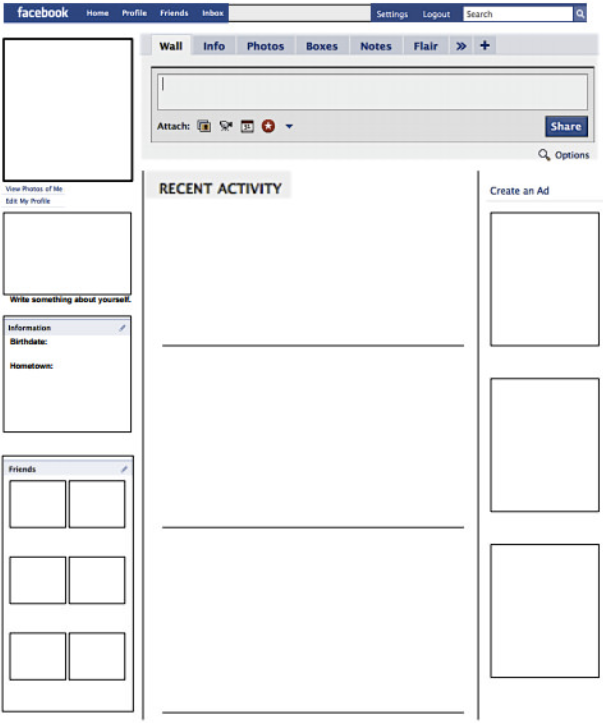 facebook Home Profile Friends Inbox Settings Logout Search
Wall Info Photos Boxes Notes Flair
Attach: 31 Share
Options
View Photos of Me
Edit My Profile
RECENT ACTIVITY
Create an Ad
Write something about yourself.
Information
Birthdate:
Hometown:
Friends